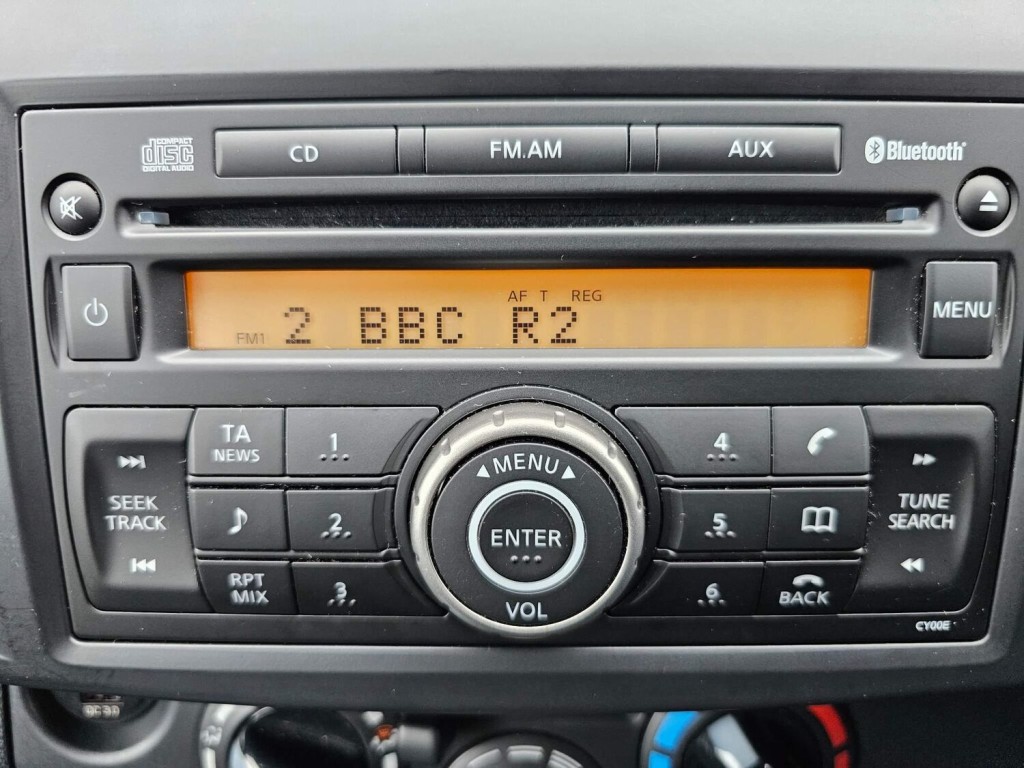 COMPACT
disc
DIGITAL AUDIO
CD
FM.AM
AUX
Bluetooth
AF T REG
FM1 2 BBC R2
MENU
SEEK
TRACK
TA
NEWS
1
2
RPT
MIX
3
MENU
ENTER
VOL
4
5
6
BACK
TUNE
SEARCH
CY00E